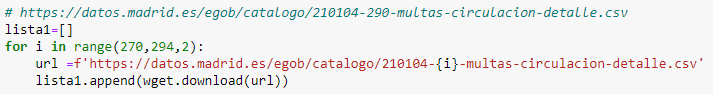 # https://datos.madrid.es/egob/catalogo/210104-290-multas-circulacion-detalle.csv
lista1=[]
for i in range(270,294,2):
    url =f'https://datos.madrid.es/egob/catalogo/210104-{i}-multas-circulacion-detalle.csv'
    lista1.append(wget.download(url))